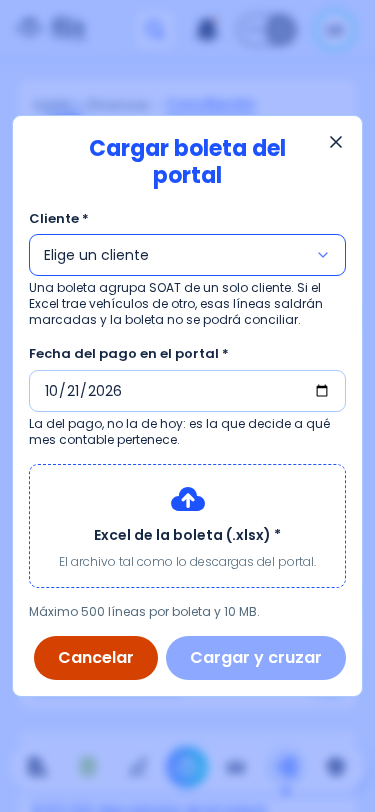 Cargar boleta del
portal
Cliente *
Elige un cliente
Una boleta agrupa SOAT de un solo cliente. Si el
Excel trae vehículos de otro, esas líneas saldrán
marcadas y la boleta no se podrá conciliar.
Fecha del pago en el portal *
10/21/2026
La del pago, no la de hoy: es la que decide a qué
mes contable pertenece.
Excel de la boleta (.xlsx) *
El archivo tal como lo descargas del portal.
Máximo 500 líneas por boleta y 10 MB.
Cancelar
Cargar y cruzar